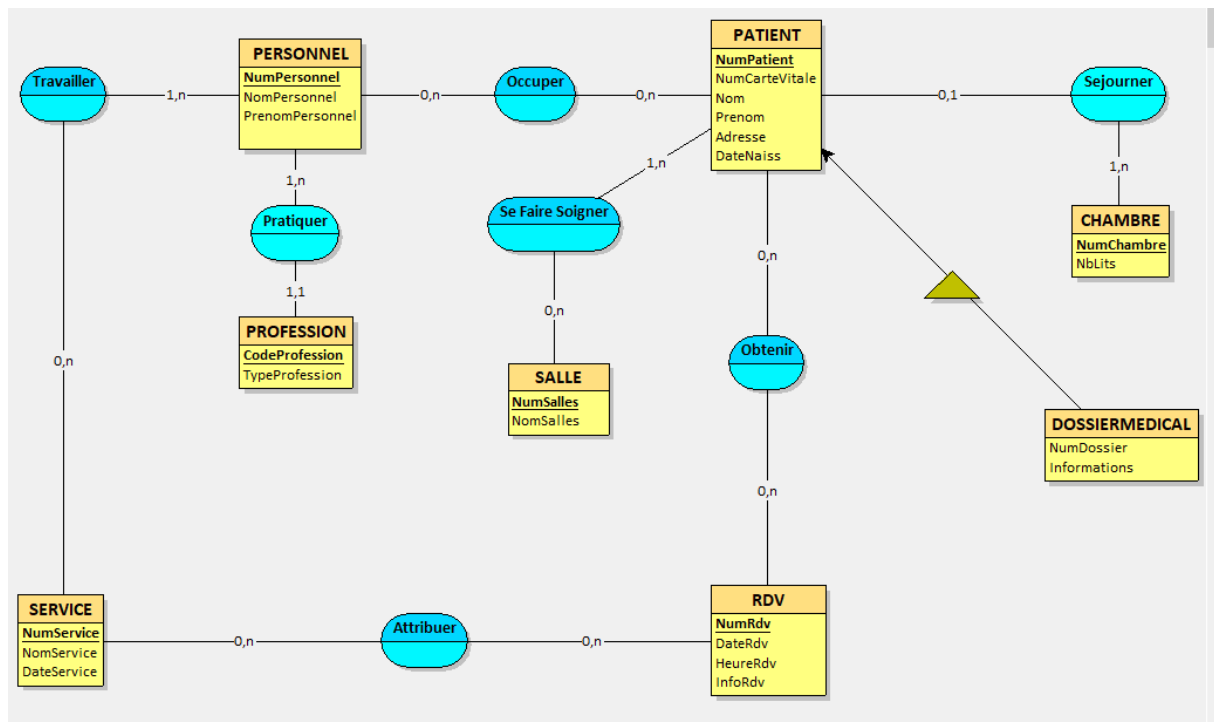 PERSONNEL
NumPersonnel
NomPersonnel
PrenomPersonnel
PATIENT
NumPatient
NumCarteVitale
Nom
Prenom
Adresse
DateNaiss
Travailler
1,n
0,n
Occuper
0,n
0,1
Sejourner
1,n
1,n
1,n
Pratiquer
Se Faire Soigner
CHAMBRE
NumChambre
NbLits
0,n
1,1
0,n
PROFESSION
CodeProfession
TypeProfession
0,n
Obtenir
SALLE
NumSalles
NomSalles
DOSSIERMEDICAL
NumDossier
Informations
0,n
SERVICE
NumService
NomService
DateService
0,n
Attribuer
0,n
RDV
NumRdv
DateRdv
HeureRdv
InfoRdv